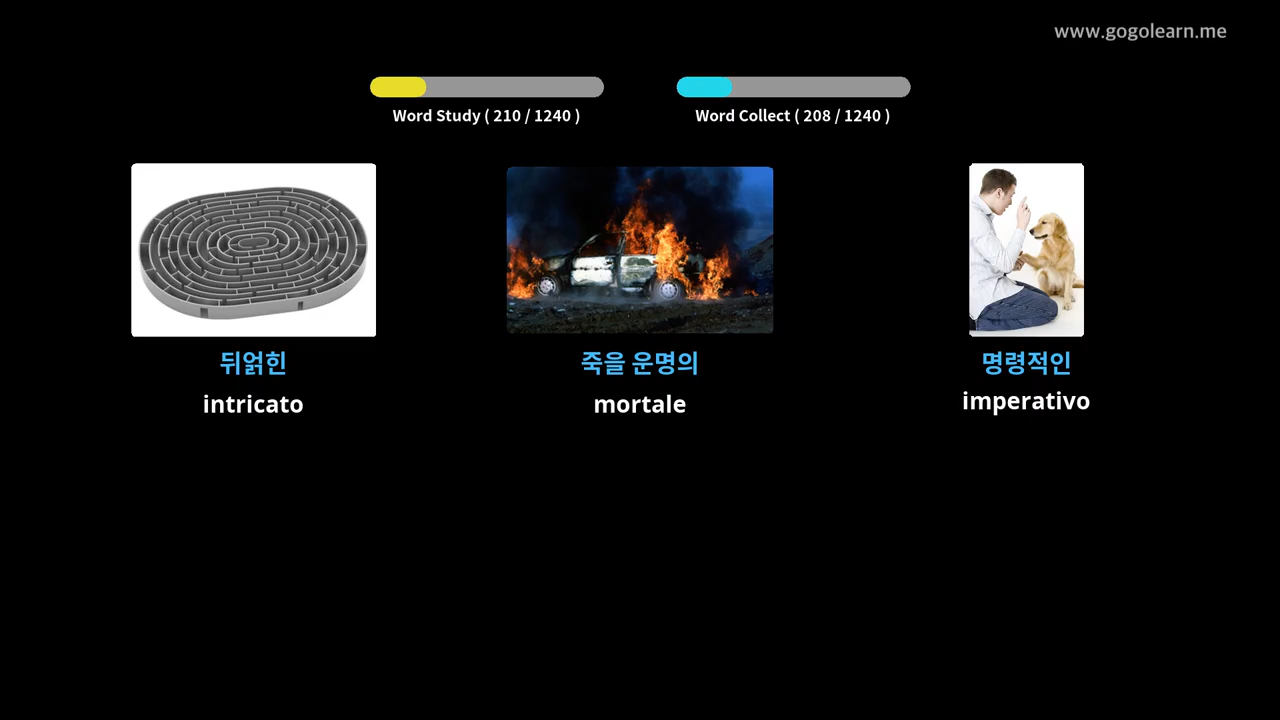 www.gogolearn.me
Word Study ( 210 / 1240 )
Word Collect ( 208 / 1240 )
뒤얽힌
죽을 운명의
명령적인
intricato
mortale
imperativo